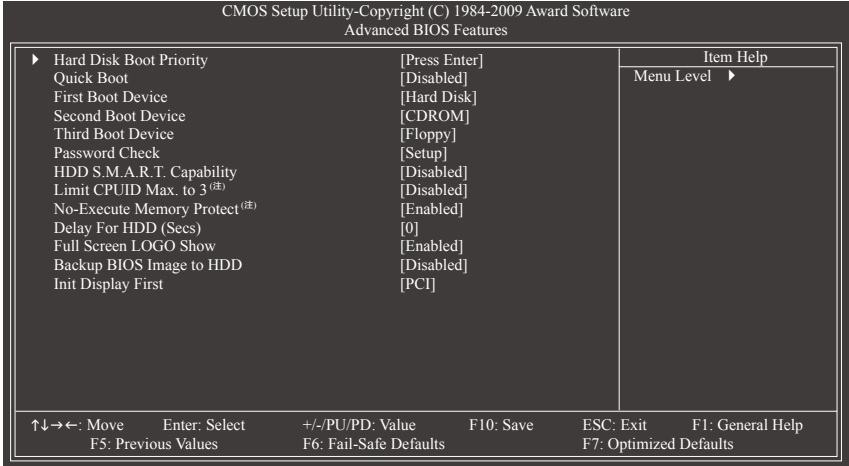 CMOS Setup Utility-Copyright (C) 1984-2009 Award Software
Advanced BIOS Features
Hard Disk Boot Priority [Press Enter]
Quick Boot [Disabled]
First Boot Device [Hard Disk]
Second Boot Device [CDROM]
Third Boot Device [Floppy]
Password Check [Setup]
HDD S.M.A.R.T. Capability [Disabled]
Limit CPUID Max. to 3 (注) [Disabled]
No-Execute Memory Protect (注) [Enabled]
Delay For HDD (Secs) [0]
Full Screen LOGO Show [Enabled]
Backup BIOS Image to HDD [Disabled]
Init Display First [PCI]
Item Help
Menu Level
↑↓→←: Move Enter: Select +/-/PU/PD: Value F10: Save ESC: Exit F1: General Help
F5: Previous Values F6: Fail-Safe Defaults F7: Optimized Defaults